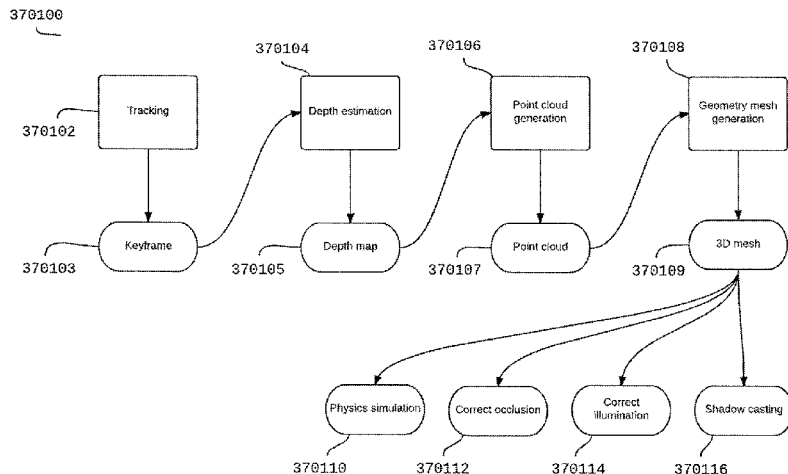 370100
370104
370106
370108
Tracking
Depth estimation
Point cloud
generation
Geometry mesh
generation
370102
Keyframe
Depth map
Point cloud
3D mesh
370103
370105
370107
370109
Physics simulation
Correct occlusion
Correct
illumination
Shadow casting
370110
370112
370114
370116